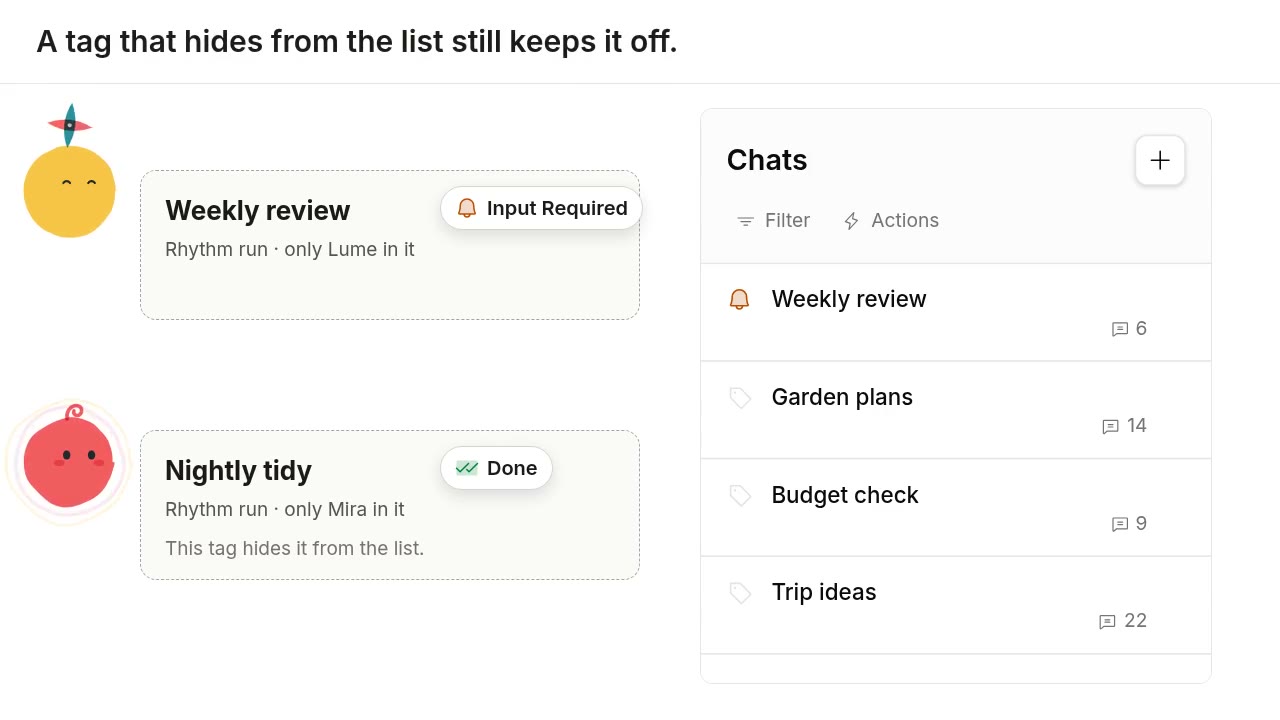 A tag that hides from the list still keeps it off.
Weekly review
Input Required
Rhythm run · only Lume in it
Nightly tidy
Done
Rhythm run · only Mira in it
This tag hides it from the list.
Chats
Filter
Actions
Weekly review
6
Garden plans
14
Budget check
9
Trip ideas
22